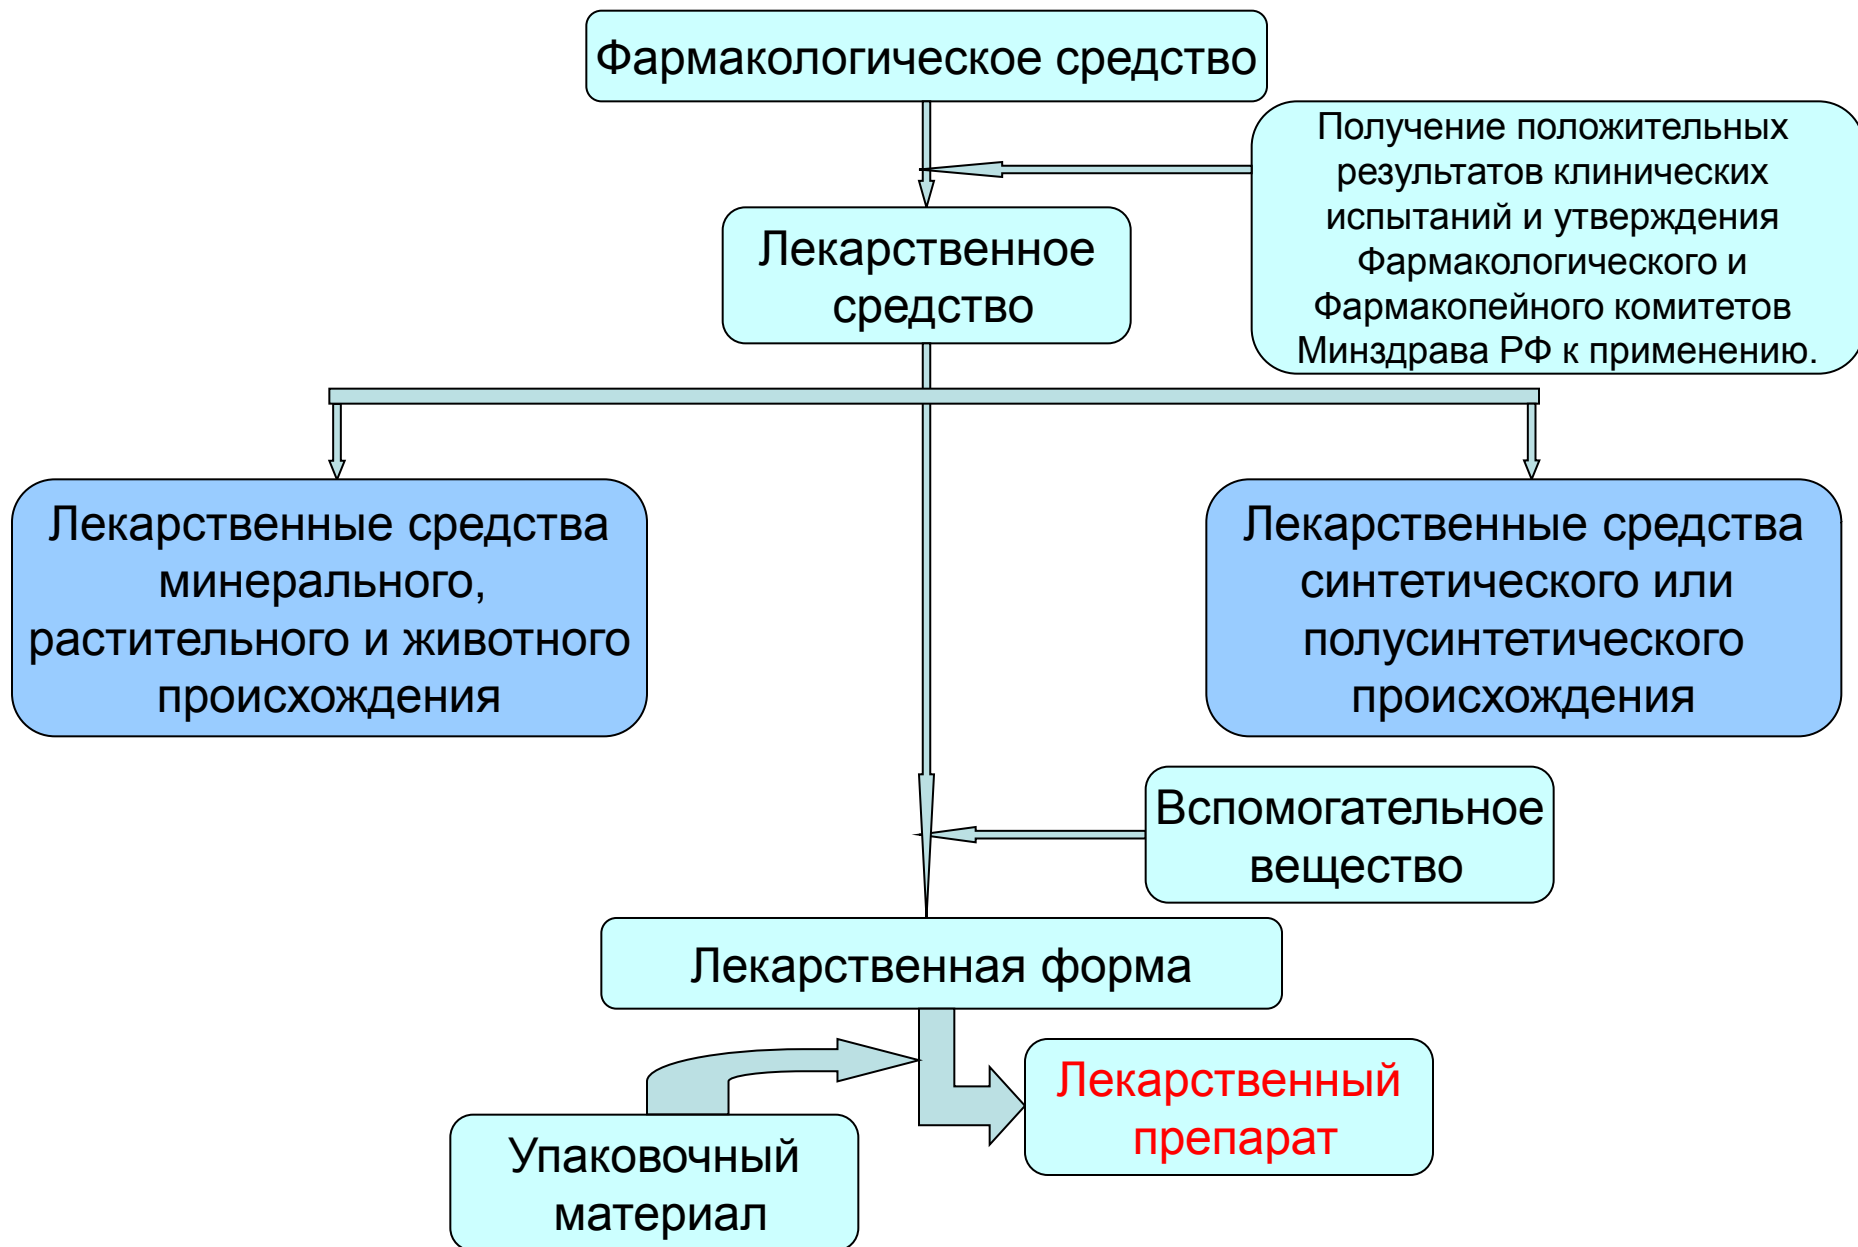 Фармакологическое средство
Получение положительных
результатов клинических
испытаний и утверждения
Фармакологического и
Фармакопейного комитетов
Минздрава РФ к применению.
Лекарственное
средство
Лекарственные средства
минерального,
растительного и животного
происхождения
Лекарственные средства
синтетического или
полусинтетического
происхождения
Вспомогательное
вещество
Лекарственная форма
Лекарственный
препарат
Упаковочный
материал